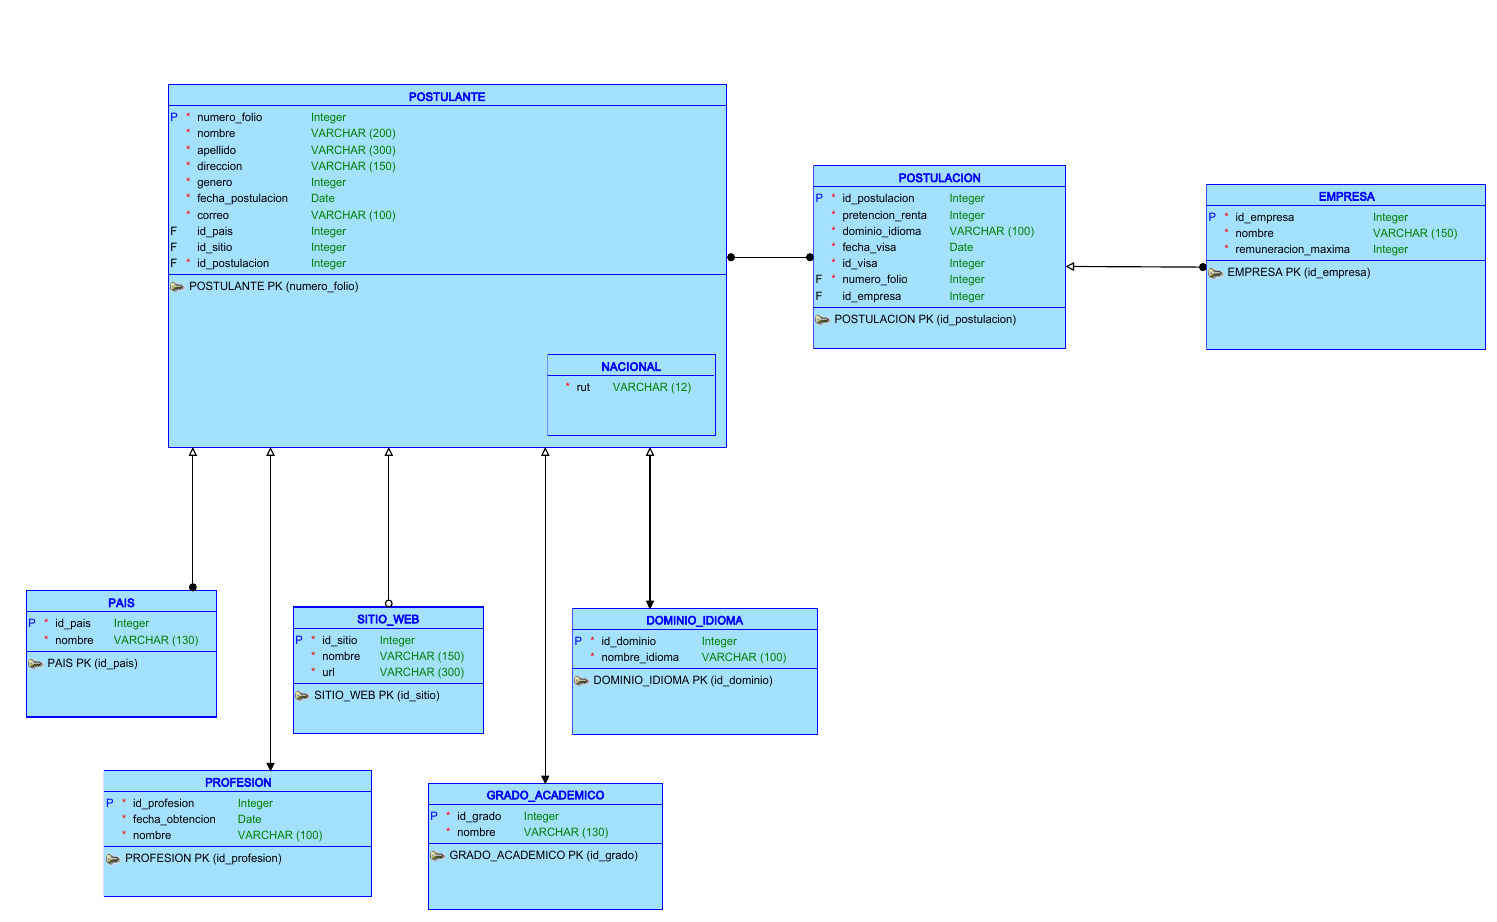 POSTULANTE
P * numero_folio Integer
* nombre VARCHAR (200)
* apellido VARCHAR (300)
* direccion VARCHAR (150)
* genero Integer
* fecha_postulacion Date
* correo VARCHAR (100)
F id_pais Integer
F id_sitio Integer
F * id_postulacion Integer
POSTULANTE PK (numero_folio)
NACIONAL
* rut VARCHAR (12)
POSTULACION
P * id_postulacion Integer
* pretencion_renta Integer
* dominio_idioma VARCHAR (100)
* fecha_visa Date
* id_visa Integer
F * numero_folio Integer
F id_empresa Integer
POSTULACION PK (id_postulacion)
EMPRESA
P * id_empresa Integer
* nombre VARCHAR (150)
* remuneracion_maxima Integer
EMPRESA PK (id_empresa)
PAIS
P * id_pais Integer
* nombre VARCHAR (130)
PAIS PK (id_pais)
SITIO_WEB
P * id_sitio Integer
* nombre VARCHAR (150)
* url VARCHAR (300)
SITIO_WEB PK (id_sitio)
DOMINIO_IDIOMA
P * id_dominio Integer
* nombre_idioma VARCHAR (100)
DOMINIO_IDIOMA PK (id_dominio)
PROFESION
P * id_profesion Integer
* fecha_obtencion Date
* nombre VARCHAR (100)
PROFESION PK (id_profesion)
GRADO_ACADEMICO
P * id_grado Integer
* nombre VARCHAR (130)
GRADO_ACADEMICO PK (id_grado)